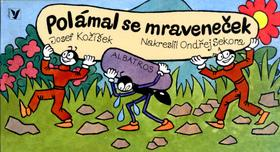 Polámal se mraveneček
Josef Kožíšek
Nakreslil Ondřej Sekora
ALBATROS